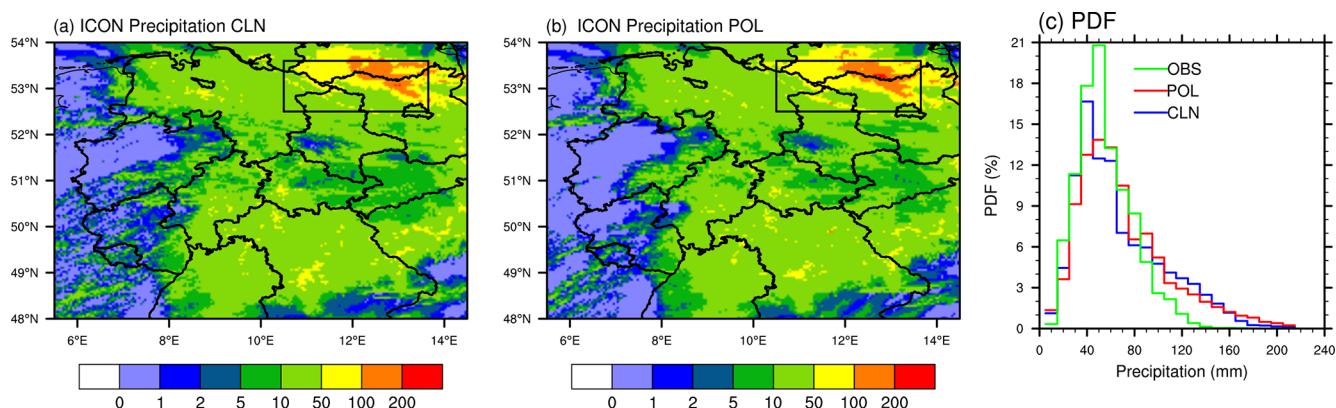 (a) ICON Precipitation CLN
54°N
53°N
52°N
51°N
50°N
49°N
48°N
6°E 8°E 10°E 12°E 14°E
0 1 2 5 10 50 100 200
(b) ICON Precipitation POL
54°N
53°N
52°N
51°N
50°N
49°N
48°N
6°E 8°E 10°E 12°E 14°E
0 1 2 5 10 50 100 200
(c) PDF
PDF (%)
21
18
15
12
9
6
3
0
OBS
POL
CLN
0 40 80 120 160 200 240
Precipitation (mm)